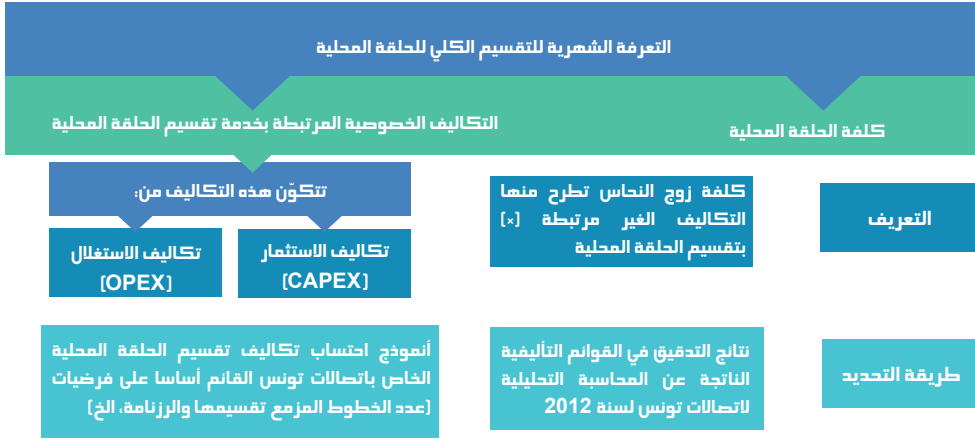 التعرفة الشهرية للتقسيم الكلي للحلقة المحلية
كلفة الحلقة المحلية
التكاليف الخصوصية المرتبطة بخدمة تقسيم الحلقة المحلية
التعريف
كلفة زوج النحاس تطرح منها
التكاليف الغير مرتبطة (×)
بتقسيم الحلقة المحلية
تتكوّن هذه التكاليف من:
تكاليف الاستثمار
(CAPEX)
تكاليف الاستغلال
(OPEX)
طريقة التحديد
نتائج التدقيق في القوائم التأليفية
الناتجة عن المحاسبة التحليلية
لاتصالات تونس لسنة 2012
أنموذج احتساب تكاليف تقسيم الحلقة المحلية
الخاص باتصالات تونس القائم أساسا على فرضيات
(عدد الخطوط المزمع تقسيمها والرزنامة، الخ)